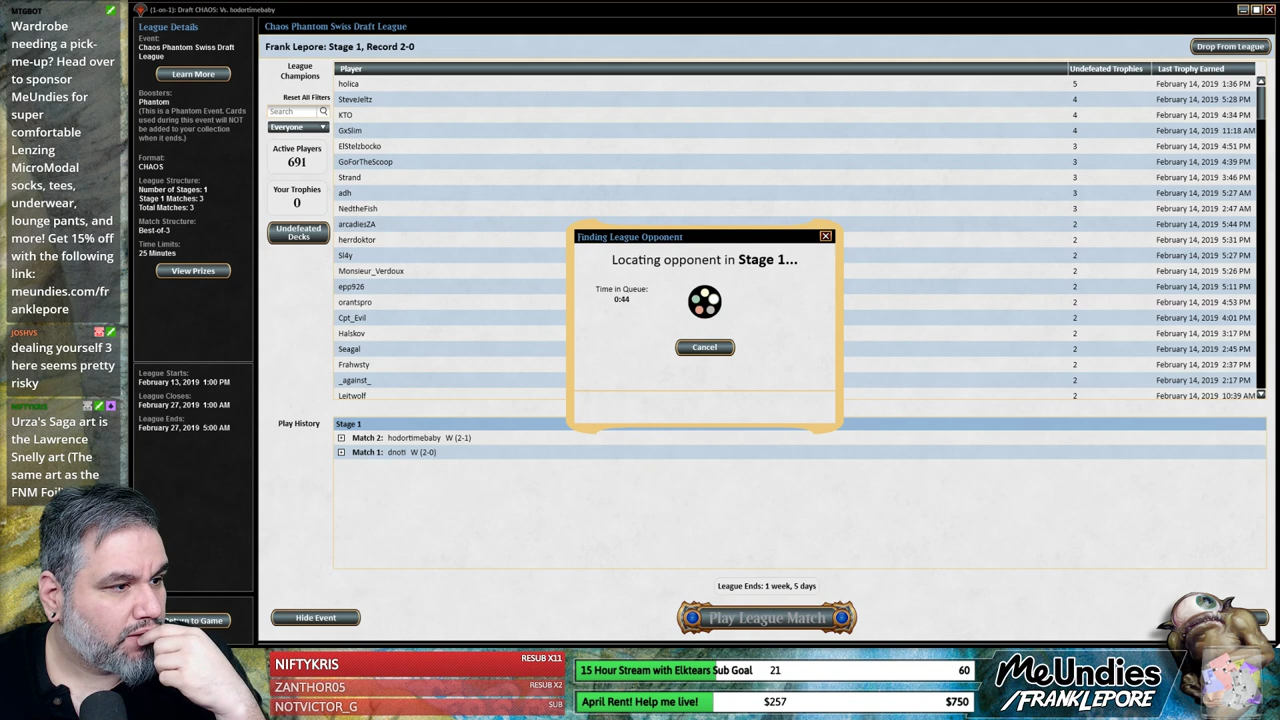 MTGBOT
Wardrobe
needing a pick-
me-up? Head over
to sponsor
MeUndies for
super
comfortable
Lenzing
MicroModal
socks, tees,
underwear,
lounge pants, and
more! Get 15% off
with the following
link:
meundies.com/fr
anklepore
JOSHVS
dealing yourself 3
here seems pretty
risky
NIFTYKRIS
Urza's Saga art is
the Lawrence
Snelly art (The
same art as the
FNM Foil
(1-on-1): Draft CHAOS: Vs. hodortimebaby
League Details
Event:
Chaos Phantom Swiss Draft
League
Learn More
Boosters:
Phantom
(This is a Phantom Event. Cards
used during this event will NOT
be added to your collection
when it ends.)
Format:
CHAOS
League Structure:
Number of Stages: 1
Stage 1 Matches: 3
Total Matches: 3
Match Structure:
Best-of-3
Time Limits:
25 Minutes
View Prizes
League Starts:
February 13, 2019 1:00 PM
League Closes:
February 27, 2019 1:00 AM
League Ends:
February 27, 2019 5:00 AM
Return to Game
Chaos Phantom Swiss Draft League
Frank Lepore: Stage 1, Record 2-0
Drop From League
League
Champions
Reset All Filters
Search
Everyone
Active Players
691
Your Trophies
0
Undefeated
Decks
Player Undefeated Trophies Last Trophy Earned
holica 5 February 14, 2019 1:36 PM
SteveJeltz 4 February 14, 2019 5:28 PM
KTO 4 February 14, 2019 4:34 PM
GxSlim 4 February 14, 2019 11:18 AM
ElStelzbocko 3 February 14, 2019 4:51 PM
GoForTheScoop 3 February 14, 2019 4:39 PM
Strand 3 February 14, 2019 3:46 PM
adh 3 February 14, 2019 5:27 AM
NedtheFish 3 February 14, 2019 2:47 AM
arcadiesZA 2 February 14, 2019 5:44 PM
herrdoktor 2 February 14, 2019 5:31 PM
Sl4y 2 February 14, 2019 5:27 PM
Monsieur_Verdoux 2 February 14, 2019 5:26 PM
epp926 2 February 14, 2019 5:11 PM
orantspro 2 February 14, 2019 4:53 PM
Cpt_Evil 2 February 14, 2019 4:01 PM
Halskov 2 February 14, 2019 3:17 PM
Seagal 2 February 14, 2019 2:45 PM
Frahwsty 2 February 14, 2019 2:37 PM
_against_ 2 February 14, 2019 2:17 PM
Leitwolf 2 February 14, 2019 10:39 AM
Finding League Opponent
Locating opponent in Stage 1...
Time in Queue:
0:44
Cancel
Play History
Stage 1
Match 2: hodortimebaby W (2-1)
Match 1: dnoti W (2-0)
League Ends: 1 week, 5 days
Hide Event
Play League Match
NIFTYKRIS RESUB X11
ZANTHOR05 RESUB X2
NOTVICTOR_G SUB
15 Hour Stream with Elktears Sub Goal 21 60
April Rent! Help me live! $257 $750
MeUndies
/FRANKLEPORE